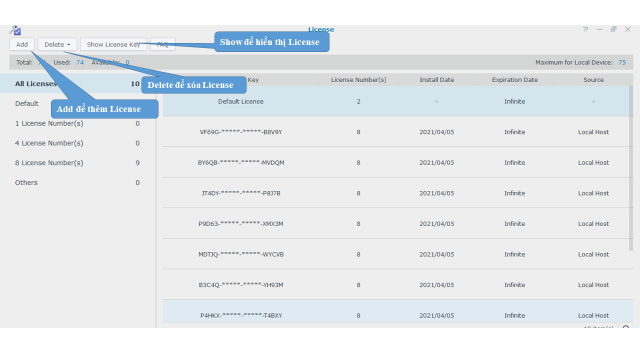 License
Add
Delete
Show License Key
FAQ
Show để hiển thị License
Total:
Used: 74
Available: 0
Maximum for Local Device: 75
All Licenses 10
Delete để xóa License
Key
License Number(s)
Install Date
Expiration Date
Source
Default
Add để thêm License
Default License 2 - Infinite -
1 License Number(s) 0
VF69G-*****-*****-B8V9Y 8 2021/04/05 Infinite Local Host
4 License Number(s) 0
8 License Number(s) 9
BY6QB-*****-*****-MVDQM 8 2021/04/05 Infinite Local Host
Others 0
JT4DY-*****-*****-P8J7B 8 2021/04/05 Infinite Local Host
P9D63-*****-*****-XMX3M 8 2021/04/05 Infinite Local Host
MDTJQ-*****-*****-WYCVB 8 2021/04/05 Infinite Local Host
B3C4Q-*****-*****-YH93M 8 2021/04/05 Infinite Local Host
P4HKX-*****-*****-T4BXY 8 2021/04/05 Infinite Local Host